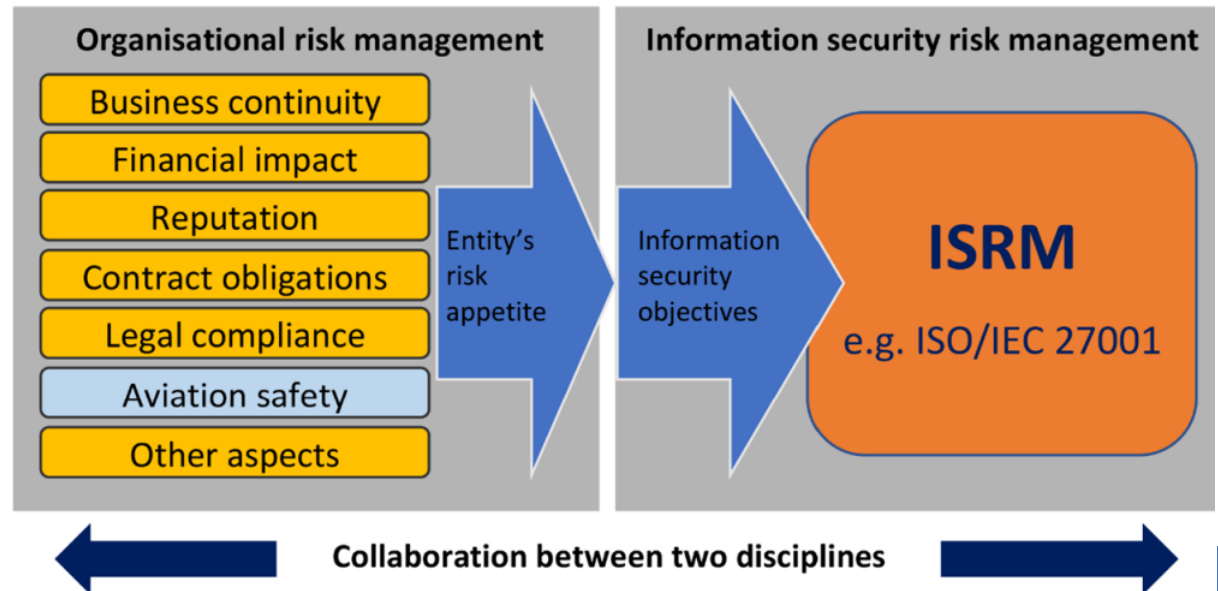 Organisational risk management
Business continuity
Financial impact
Reputation
Contract obligations
Legal compliance
Aviation safety
Other aspects
Entity's
risk
appetite
Information security risk management
Information
security
objectives
ISRM
e.g. ISO/IEC 27001
Collaboration between two disciplines